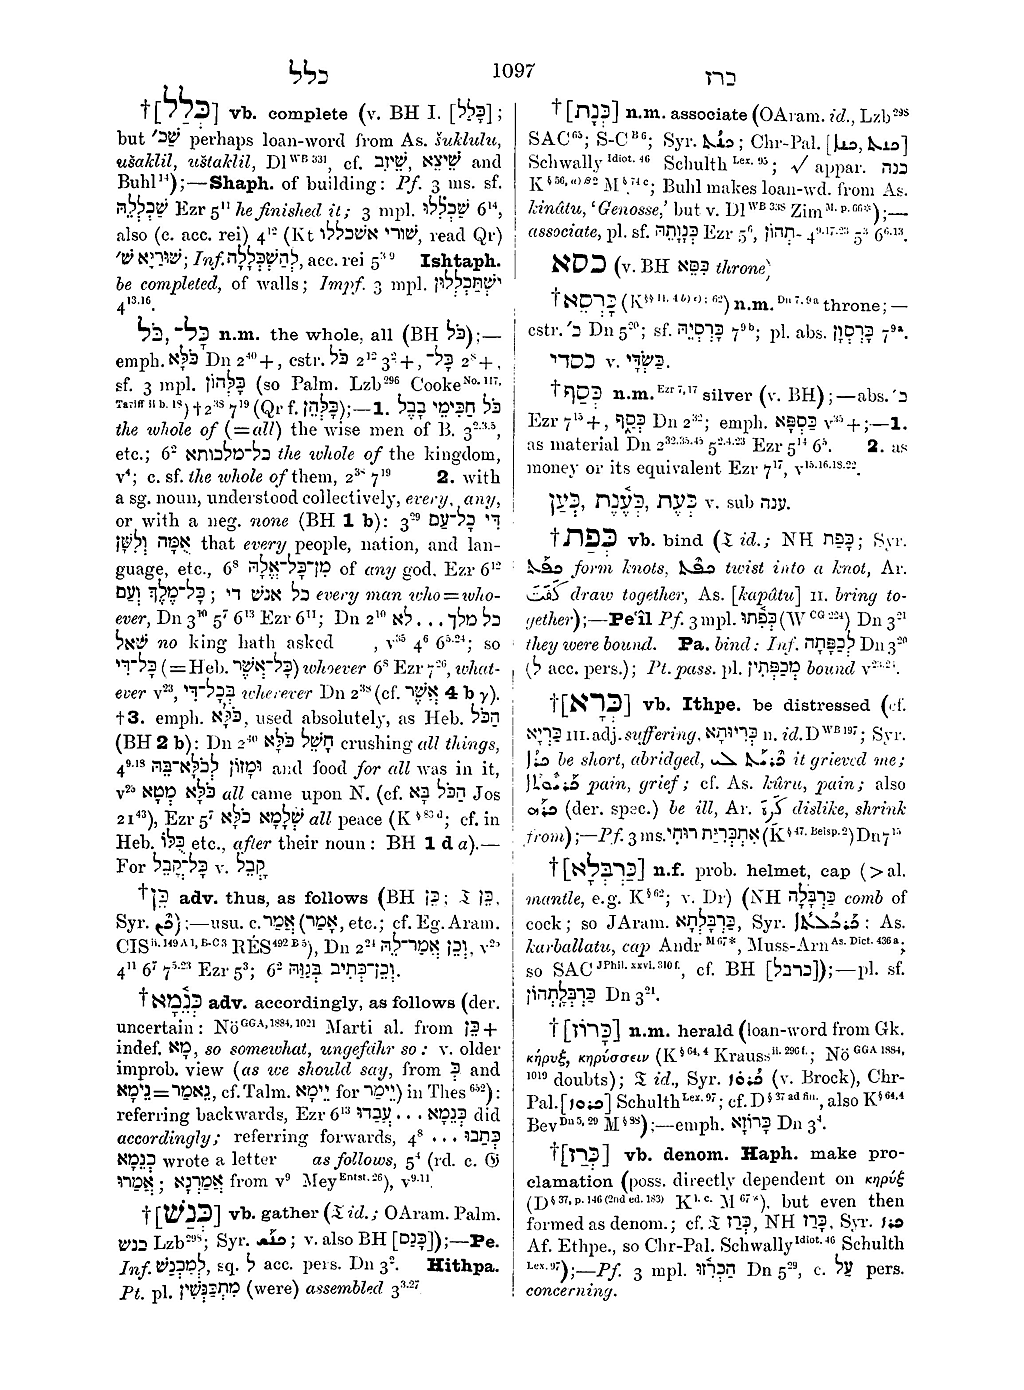 כלל
1097
כרז
†[כְּלַל] vb. complete (v. BH I. [כָּלַל];
but שַׁכ׳ perhaps loan-word from As. šuklulu,
ušaklil, uštaklil, Dl WB 331, cf. שֵׁיצִא, שֵׁיזִב and
Buhl 14);—Shaph. of building: Pf. 3 ms. sf.
שַׁכְלְלֵהּ Ezr 5 11 he finished it; 3 mpl. שַׁכְלִלוּ 6 14,
also (c. acc. rei) 4 12 (Kt שורי אשכללו, read Qr)
שׁוּרַיָּא שׁ׳; Inf. לְהַשְׁכְּלָלָה, acc. rei 5 3.9 Ishtaph.
be completed, of walls; Impf. 3 mpl. יִשְׁתַּכְלְלוּן
4 13.16.
כָּל־, כֹּל n.m. the whole, all (BH כֹּל);—
emph. כֹּלָּא Dn 2 40 +, cstr. כֹּל 2 12 3 2 +, כָּל־ 2 8 +,
sf. 3 mpl. כָּלְּהוֹן (so Palm. Lzb 296 Cooke No. 117,
Tariff ii b. 18) †2 38 7 19 (Qr f. כָּלְּהֵן);—1. כֹּל חַכִּימֵי בָבֶל
the whole of (=all) the wise men of B. 3 2.3.5,
etc.; 6 2 כל־מלכותא the whole of the kingdom,
v 4; c. sf. the whole of them, 2 38 7 19 2. with
a sg. noun, understood collectively, every, any,
or with a neg. none (BH 1 b): 3 29 דִּי כָל־עַם
אֻמָּה וְלִשָּׁן that every people, nation, and lan-
guage, etc., 6 8 מִן־כָּל־אֱלָהּ of any god, Ezr 6 12
כָּל־מֶלֶךְ וְעַם; כל אנש די every man who=who-
ever, Dn 3 10 5 7 6 13 Ezr 6 11; Dn 2 10 כל מלך... לא
שׁאל no king hath asked , v 35 4 6 6 5.24; so
כָּל־דִּי (=Heb. כָּל־אֲשֶׁר) whoever 6 8 Ezr 7 26, what-
ever v 23, בְּכָל־דִּי wherever Dn 2 38 (cf. אֲשֶׁר 4 b γ).
†3. emph. כֹּלָּא, used absolutely, as Heb. הַכֹּל
(BH 2 b): Dn 2 40 חָשֵׁל כֹּלָּא crushing all things,
4 9.18 וּמָזוֹן לְכֹלָּא־בֵהּ and food for all was in it,
v 25 כֹּלָּא מְטָא all came upon N. (cf. הַכֹּל בָּא Jos
21 43), Ezr 5 7 שְׁלָמָא כֹלָּא all peace (K § 83 d; cf. in
Heb. כֻּלּוֹ etc., after their noun: BH 1 d a).—
For כָּל־קֳבֵל v. קֳבֵל
†כֵּן adv. thus, as follows (BH כֵּן; 𝔗 כֵּן,
Syr. ܟܶܢ);—usu. c. אֲמַר (אָמַר, etc.; cf. Eg. Aram.
CIS ii. 149 A 1, B-C 3 RÉS 492 B 5), Dn 2 24 וְכֵן אֲמַר־לֵהּ, v 25
4 11 6 7 7 5.23 Ezr 5 3; 6 2 וְכֵן־כְּתִיב בְּגַוַּהּ.
†כְּנֵמָא adv. accordingly, as follows (der.
uncertain: Nö GGA, 1884, 1021 Marti al. from כֵּן+
indef. מָא, so somewhat, ungefähr so: v. older
improb. view (as we should say, from כְּ and
נֵימָא=נֵאמַר, cf. Talm. יֵימָא for יֵימַר) in Thes 652):
referring backwards, Ezr 6 13 כְּנֵמָא ... עֲבַדוּ did
accordingly; referring forwards, 4 8 כְּתַבוּ ...
כְּנֵמָא wrote a letter as follows, 5 4 (rd. c. 𝔊
אֲמַרוּ; אֲמַרְנָא from v 9 Mey Entst. 26), v 9.11.
†[כְּנַשׁ] vb. gather (𝔗 id.; OAram. Palm.
כנש Lzb 298; Syr. ܟܢܰܫ; v. also BH [כָּנַס]);—Pe.
Inf. לְמִכְנַשׁ, sq. לְ acc. pers. Dn 3 2. Hithpa.
Pt. pl. מִתְכַּנְּשִׁין (were) assembled 3 3.27
†[כְּנָת] n.m. associate (OAram. id., Lzb 298
SAC 65; S-C B6; Syr. ܟܢܳܬܐ; Chr-Pal.
Schwally Idiot. 46 Schulth Lex. 95; √ appar. כנה
K § 56, a) β 2 M § 74 c; Buhl makes loan-wd. from As.
kinâtu, ‘Genosse,’ but v. Dl WB 338 Zim M. p. 66*);—
associate, pl. sf. כְּנָוָתֵהּ Ezr 5 6, ־תְהוֹן 4 9.17.23 5 3 6 6.13.
כסא (v. BH כִּסֵּא throne)
†כָּרְסֵא (K §§ 11. 4 b) c); 62) n.m. Dn 7, 9 a throne;—
cstr. כ׳ Dn 5 20; sf. כָּרְסְיֵהּ 7 9b; pl. abs. כָּרְסָוָן 7 9a.
כסדי v. כַּשְׂדָּי.
†כְּסַף n.m. Ezr 7, 17 silver (v. BH);—abs. כ׳
Ezr 7 15 +, כְּסָף Dn 2 32; emph. כַּסְפָּא v 35 +;—1.
as material Dn 2 32.35.45 5 2.4.23 Ezr 5 14 6 5. 2. as
money or its equivalent Ezr 7 17, v 15.16.18.22.
כְּעֶת, כְּעֶנֶת, כְּעַן v. sub ענה.
†כְּפַת vb. bind (𝔗 id.; NH כָּפַת; Syr.
form knots, twist into a knot, Ar.
draw together, As. [kapâtu] II. bring to-
gether);—Peʿîl Pf. 3 mpl. כְּפִתוּ (W CG 224) Dn 3 21
they were bound. Pa. bind: Inf. לְכַפָּתָה Dn 3 20
(לְ acc. pers.); Pt. pass. pl. מְכַפְּתִין bound v 23.24.
†[כְּרָא] vb. Ithpe. be distressed (cf.
כַּרְיָא III. adj. suffering, כַּרְיוּתָא n. id. D WB 197; Syr.
be short, abridged, it grieved me;
pain, grief; cf. As. kûru, pain; also
(der. spec.) be ill, Ar. dislike, shrink
from);—Pf. 3 ms. אֶתְכְּרִיַּת רוּחִי (K § 47. Beisp. 2) Dn 7 15
†[כַּרְבְּלָא] n.f. prob. helmet, cap (> al.
mantle, e.g. K § 62; v. Dr) (NH כַּרְבָּלָה comb of
cock; so JAram. כַּרְבַּלְתָּא, Syr. ; As.
karballatu, cap Andr M 67*, Muss-Arn As. Dict. 436 a;
so SAC JPhil. xxvi. 310 f., cf. BH [כרבל]);—pl. sf.
כַּרְבְּלָתְהוֹן Dn 3 21.
†[כָּרוֹז] n.m. herald (loan-word from Gk.
κῆρυξ, κηρύσσειν (K § 64, 4 Krauss ii. 296 f.; Nö GGA 1884,
1019 doubts); 𝔗 id., Syr. ܟܳܪܘܙܐ (v. Brock), Chr-
Pal. [ܟܪܘܙܐ] Schulth Lex. 97; cf. D § 37 ad fin., also K § 64.4
Bev Dn 5, 29 M § 88);—emph. כָּרוֹזָא Dn 3 4.
†[כְּרַז] vb. denom. Haph. make pro-
clamation (poss. directly dependent on κηρύξ
(D § 37, p. 146 (2nd ed. 183) K l. c. M 67*), but even then
formed as denom.; cf. 𝔗 כְּרַז, NH כָּרַז, Syr. ܟܪܙ
Af. Ethpe., so Chr-Pal. Schwally Idiot. 46 Schulth
Lex. 97);—Pf. 3 mpl. הַכְרִזוּ Dn 5 29, c. עַל pers.
concerning.